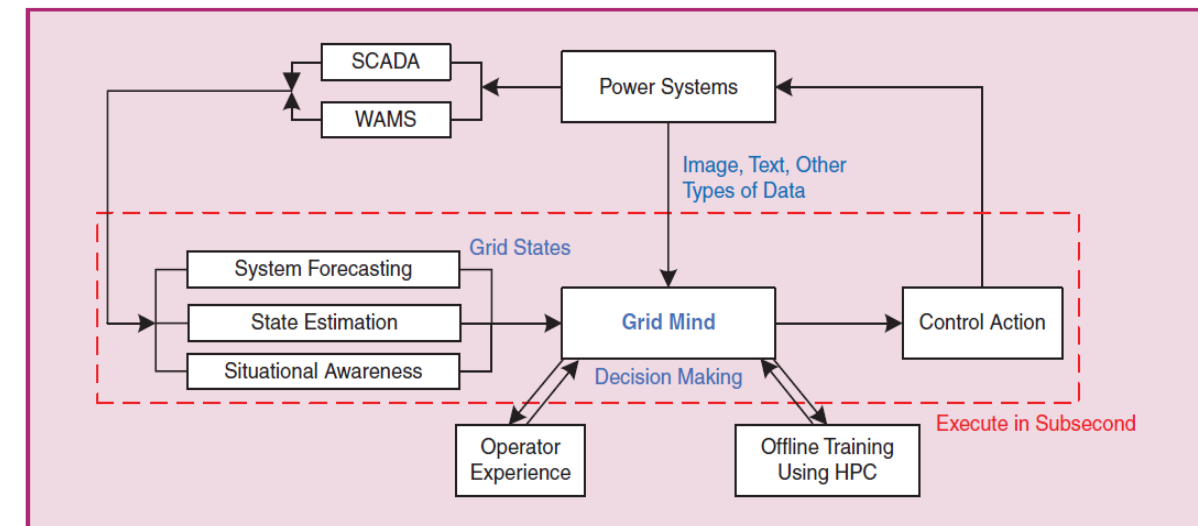 SCADA
WAMS
Power Systems
Image, Text, Other
Types of Data
Grid States
System Forecasting
State Estimation
Situational Awareness
Grid Mind
Control Action
Decision Making
Execute in Subsecond
Operator
Experience
Offline Training
Using HPC